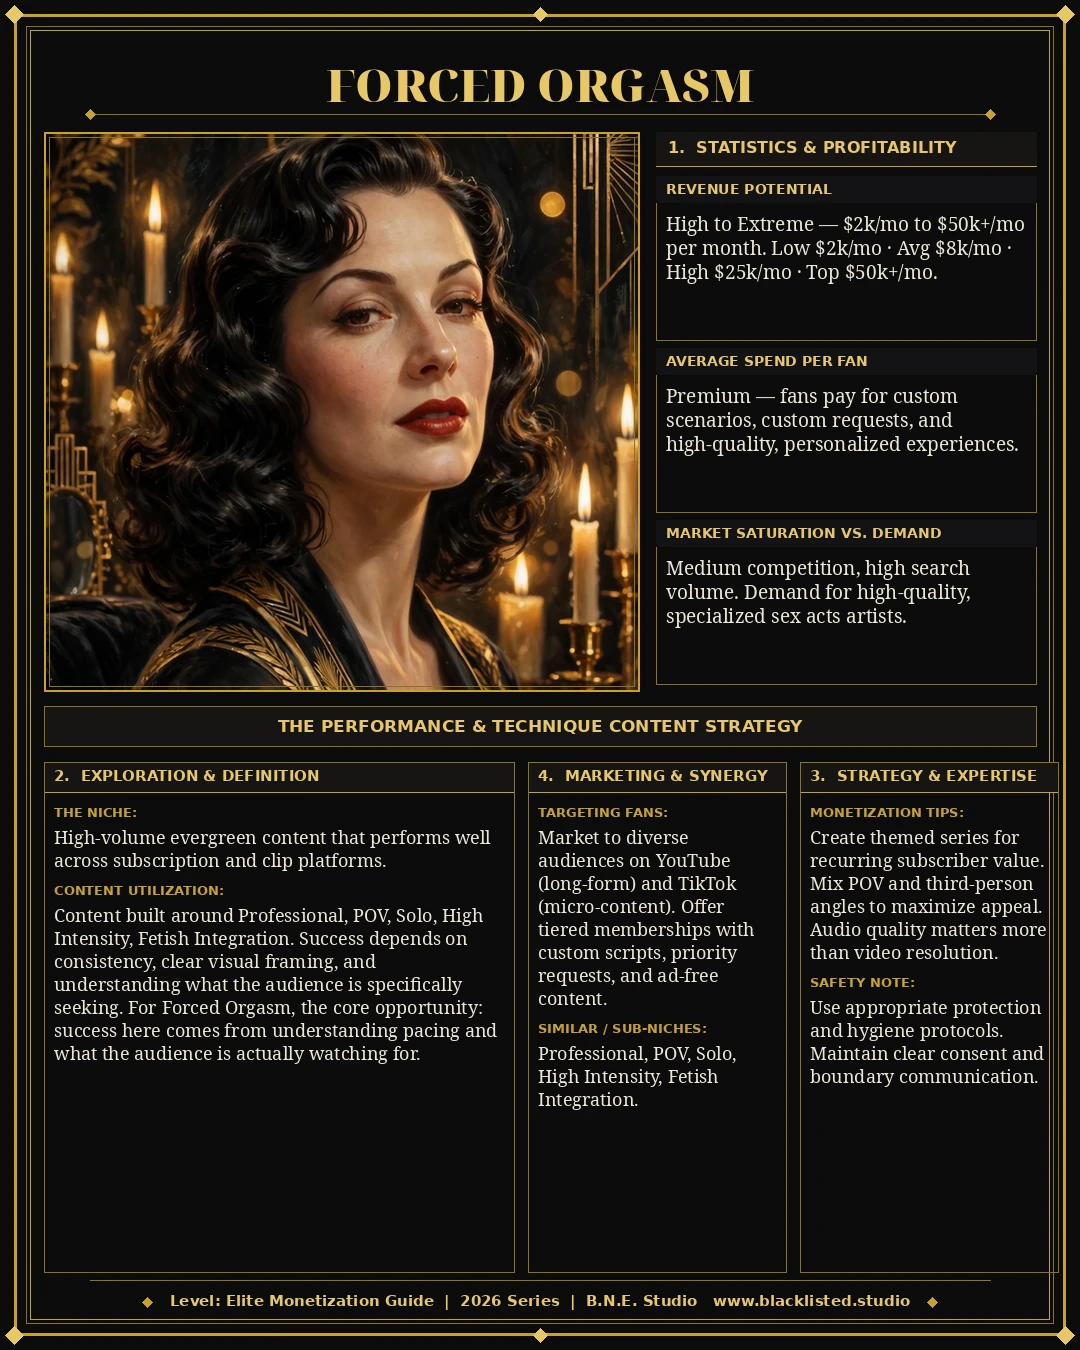 FORCED ORGASM
1. STATISTICS & PROFITABILITY
REVENUE POTENTIAL
High to Extreme — $2k/mo to $50k+/mo
per month. Low $2k/mo · Avg $8k/mo ·
High $25k/mo · Top $50k+/mo.
AVERAGE SPEND PER FAN
Premium — fans pay for custom
scenarios, custom requests, and
high-quality, personalized experiences.
MARKET SATURATION VS. DEMAND
Medium competition, high search
volume. Demand for high-quality,
specialized sex acts artists.
THE PERFORMANCE & TECHNIQUE CONTENT STRATEGY
2. EXPLORATION & DEFINITION
THE NICHE:
High-volume evergreen content that performs well
across subscription and clip platforms.
CONTENT UTILIZATION:
Content built around Professional, POV, Solo, High
Intensity, Fetish Integration. Success depends on
consistency, clear visual framing, and
understanding what the audience is specifically
seeking. For Forced Orgasm, the core opportunity:
success here comes from understanding pacing and
what the audience is actually watching for.
4. MARKETING & SYNERGY
TARGETING FANS:
Market to diverse
audiences on YouTube
(long-form) and TikTok
(micro-content). Offer
tiered memberships with
custom scripts, priority
requests, and ad-free
content.
SIMILAR / SUB-NICHES:
Professional, POV, Solo,
High Intensity, Fetish
Integration.
3. STRATEGY & EXPERTISE
MONETIZATION TIPS:
Create themed series for
recurring subscriber value.
Mix POV and third-person
angles to maximize appeal.
Audio quality matters more
than video resolution.
SAFETY NOTE:
Use appropriate protection
and hygiene protocols.
Maintain clear consent and
boundary communication.
Level: Elite Monetization Guide | 2026 Series | B.N.E. Studio www.blacklisted.studio